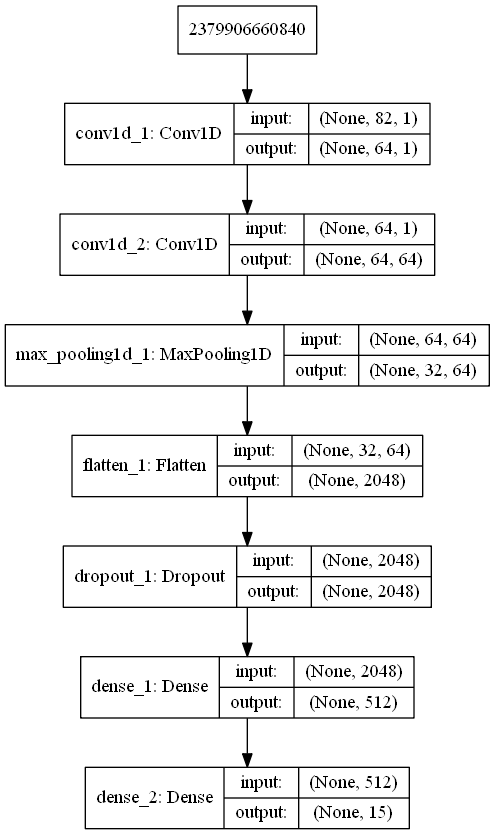 2379906660840
conv1d_1: Conv1D
input: (None, 82, 1)
output: (None, 64, 1)
conv1d_2: Conv1D
input: (None, 64, 1)
output: (None, 64, 64)
max_pooling1d_1: MaxPooling1D
input: (None, 64, 64)
output: (None, 32, 64)
flatten_1: Flatten
input: (None, 32, 64)
output: (None, 2048)
dropout_1: Dropout
input: (None, 2048)
output: (None, 2048)
dense_1: Dense
input: (None, 2048)
output: (None, 512)
dense_2: Dense
input: (None, 512)
output: (None, 15)